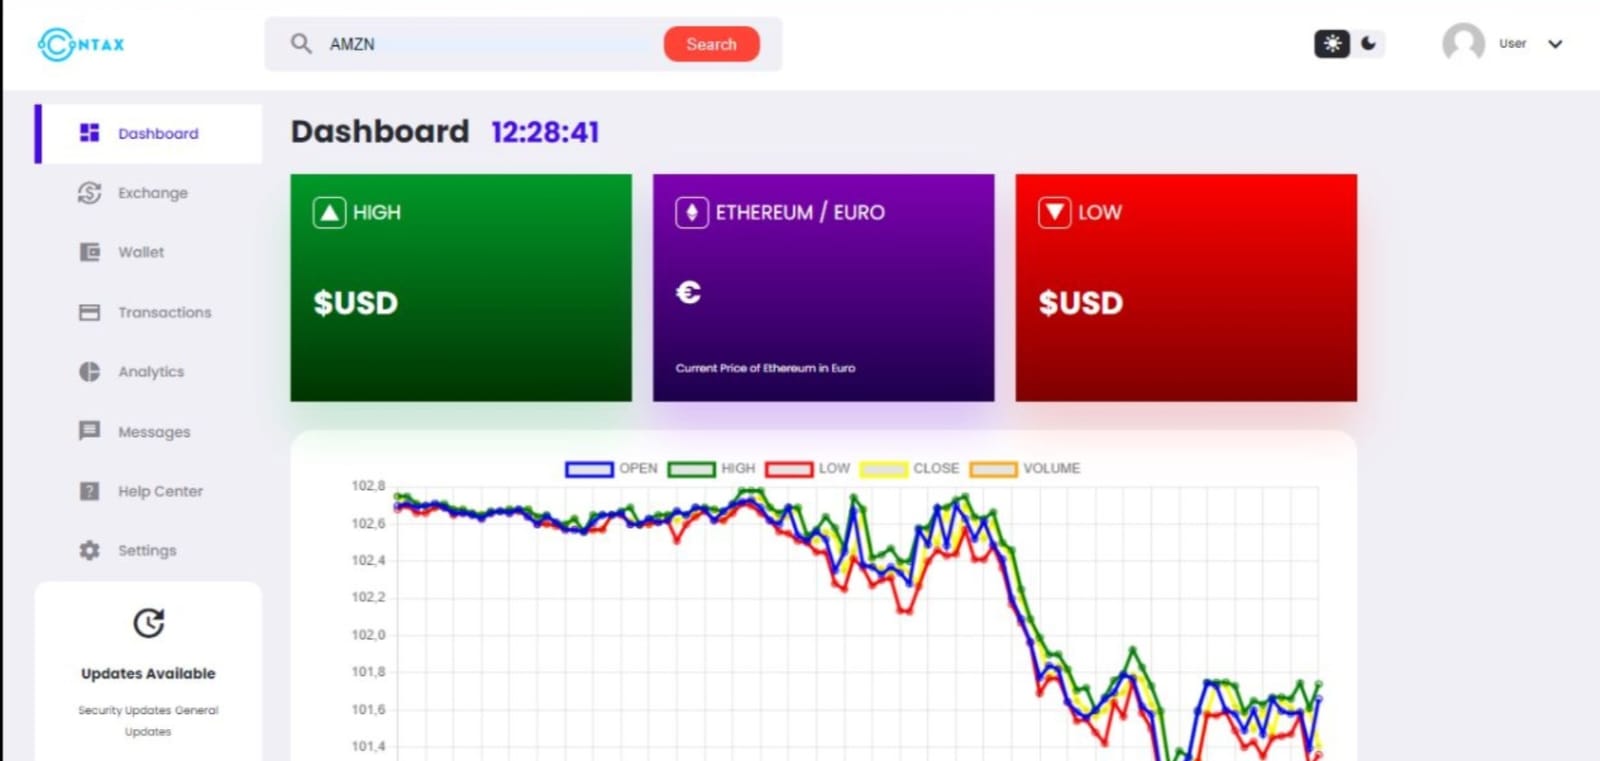 CONTAX
AMZN
Search
User
Dashboard
Exchange
Wallet
Transactions
Analytics
Messages
Help Center
Settings
Updates Available
Security Updates General
Updates
Dashboard 12:28:41
HIGH
$USD
ETHEREUM / EURO
€
Current Price of Ethereum in Euro
LOW
$USD
OPEN HIGH LOW CLOSE VOLUME
102,8
102,6
102,4
102,2
102,0
101,8
101,6
101,4